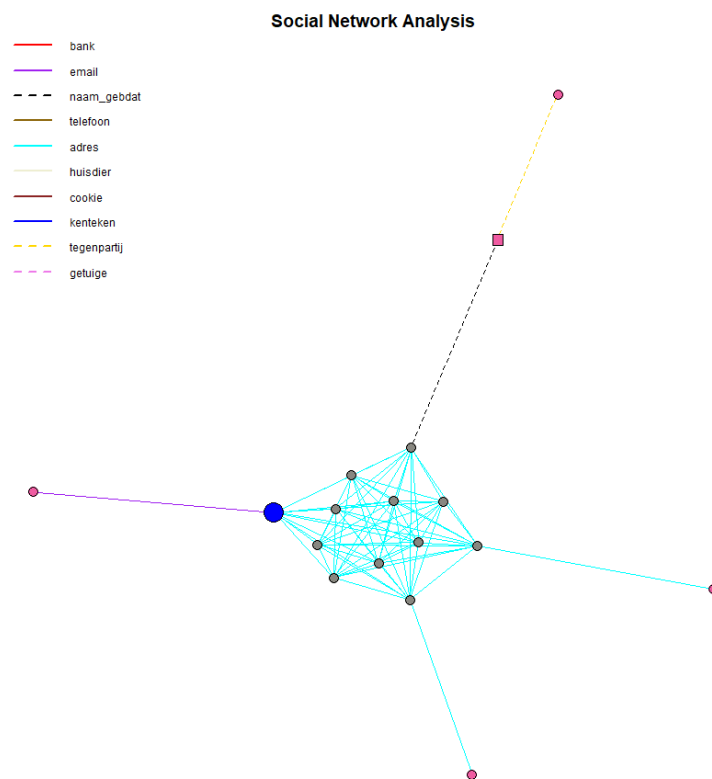 Social Network Analysis
bank
email
naam_gebdat
telefoon
adres
huisdier
cookie
kenteken
tegenpartij
getuige